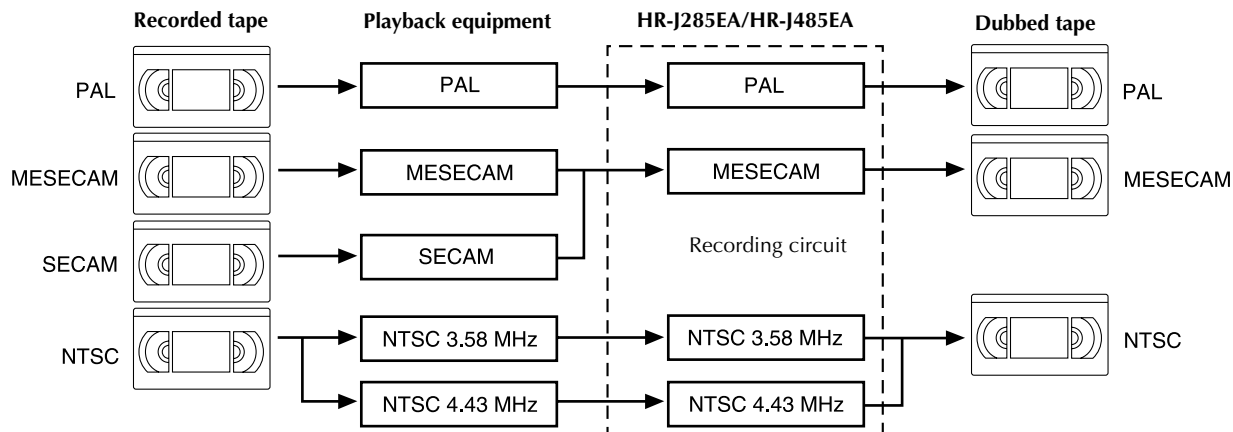 Recorded tape Playback equipment HR-J285EA/HR-J485EA Dubbed tape
PAL PAL PAL PAL
MESECAM MESECAM MESECAM MESECAM
SECAM SECAM Recording circuit
NTSC NTSC 3.58 MHz NTSC 3.58 MHz NTSC
NTSC 4.43 MHz NTSC 4.43 MHz